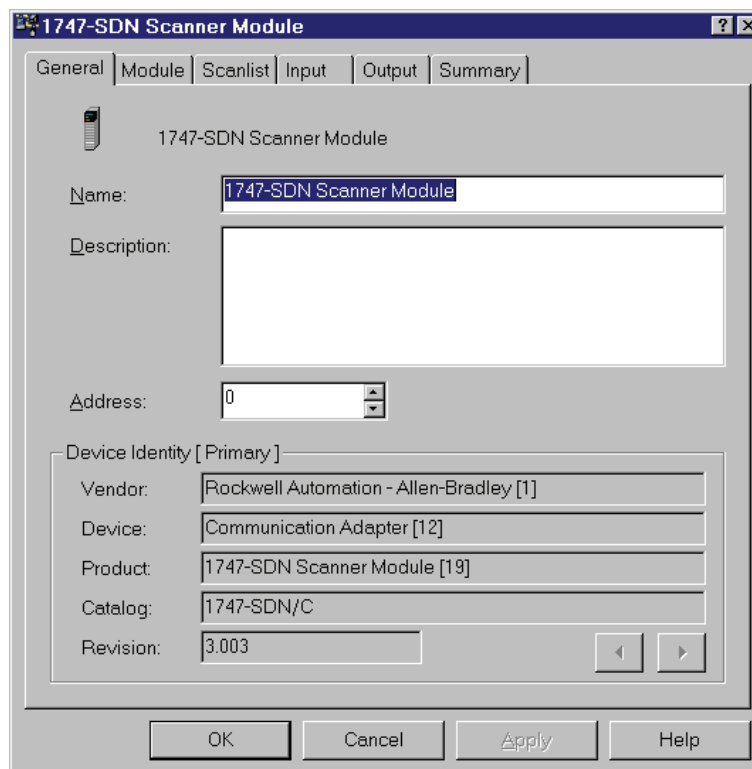 1747-SDN Scanner Module
General Module Scanlist Input Output Summary
1747-SDN Scanner Module
Name: 1747-SDN Scanner Module
Description:
Address: 0
Device Identity [ Primary ]
Vendor: Rockwell Automation - Allen-Bradley [1]
Device: Communication Adapter [12]
Product: 1747-SDN Scanner Module [19]
Catalog: 1747-SDN/C
Revision: 3.003
OK Cancel Apply Help